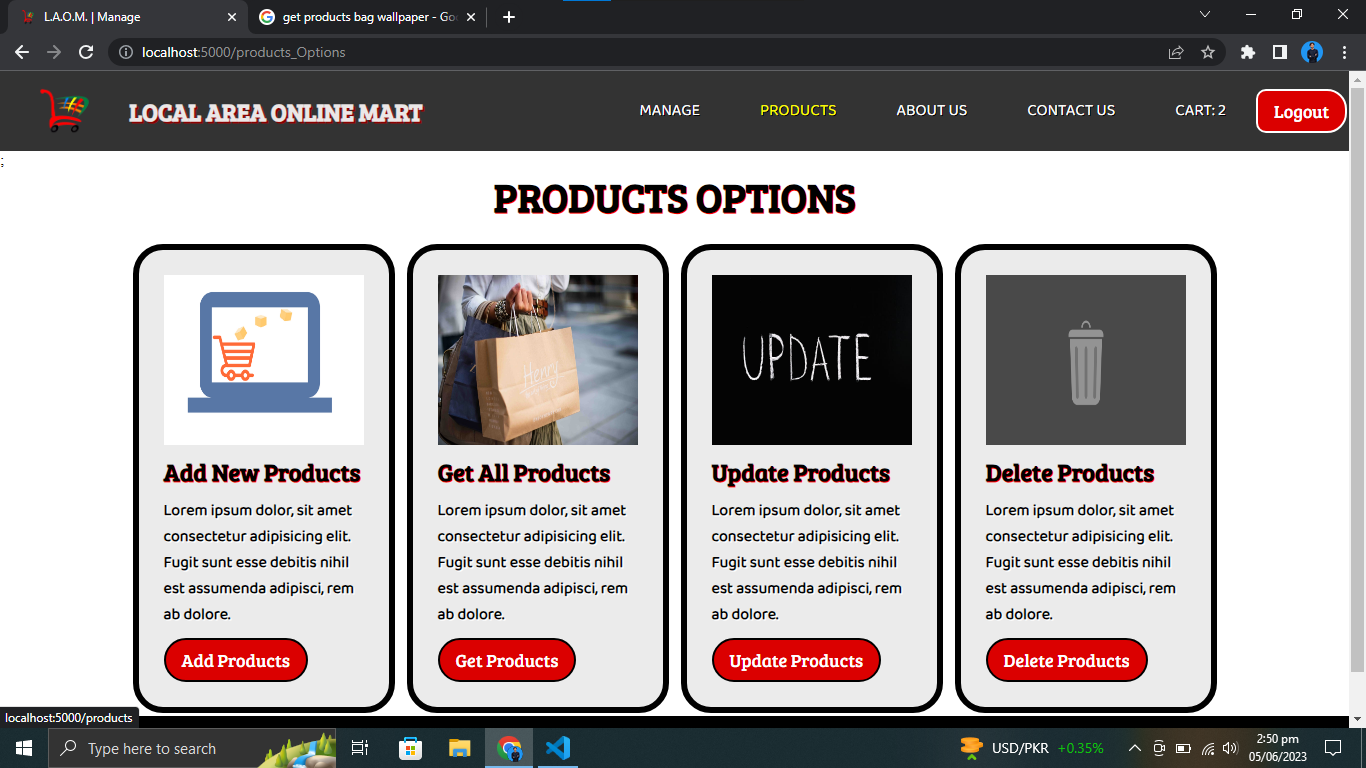 L.A.O.M. | Manage
get products bag wallpaper - Goo
localhost:5000/products_Options
LOCAL AREA ONLINE MART
MANAGE
PRODUCTS
ABOUT US
CONTACT US
CART: 2
Logout
;
PRODUCTS OPTIONS
Henry
UPDATE
Add New Products
Lorem ipsum dolor, sit amet
consectetur adipisicing elit.
Fugit sunt esse debitis nihil
est assumenda adipisci, rem
ab dolore.
Add Products
Get All Products
Lorem ipsum dolor, sit amet
consectetur adipisicing elit.
Fugit sunt esse debitis nihil
est assumenda adipisci, rem
ab dolore.
Get Products
Update Products
Lorem ipsum dolor, sit amet
consectetur adipisicing elit.
Fugit sunt esse debitis nihil
est assumenda adipisci, rem
ab dolore.
Update Products
Delete Products
Lorem ipsum dolor, sit amet
consectetur adipisicing elit.
Fugit sunt esse debitis nihil
est assumenda adipisci, rem
ab dolore.
Delete Products
localhost:5000/products
Type here to search
USD/PKR +0.35%
2:50 pm
05/06/2023